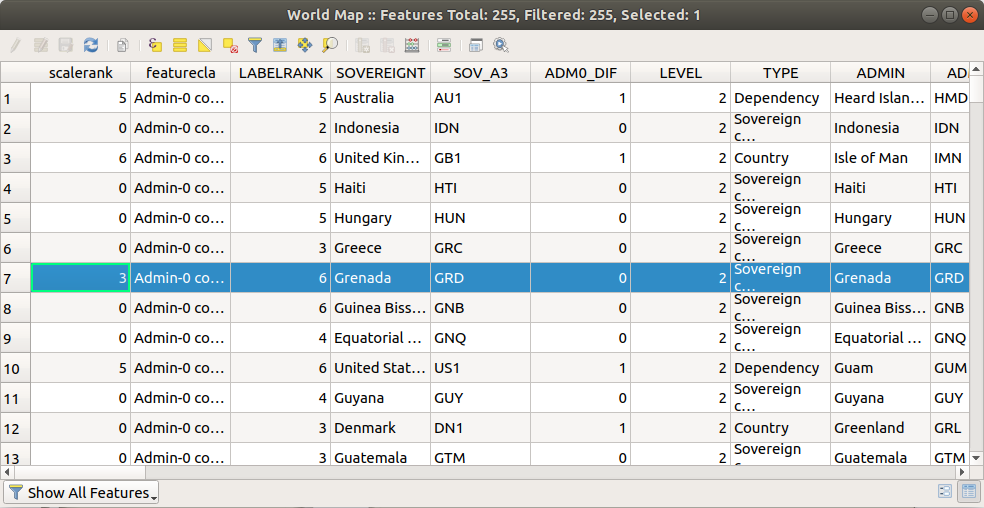 World Map :: Features Total: 255, Filtered: 255, Selected: 1
scalerank featurecla LABELRANK SOVEREIGNT SOV_A3 ADM0_DIF LEVEL TYPE ADMIN
1 5 Admin-0 co… 5 Australia AU1 1 2 Dependency Heard Islan… HMD
2 0 Admin-0 co… 2 Indonesia IDN 0 2 Sovereign c… Indonesia IDN
3 6 Admin-0 co… 6 United Kin… GB1 1 2 Country Isle of Man IMN
4 0 Admin-0 co… 5 Haiti HTI 0 2 Sovereign c… Haiti HTI
5 0 Admin-0 co… 5 Hungary HUN 0 2 Sovereign c… Hungary HUN
6 0 Admin-0 co… 3 Greece GRC 0 2 Sovereign c… Greece GRC
7 3 Admin-0 co… 6 Grenada GRD 0 2 Sovereign c… Grenada GRD
8 0 Admin-0 co… 6 Guinea Biss… GNB 0 2 Sovereign c… Guinea Biss… GNB
9 0 Admin-0 co… 4 Equatorial … GNQ 0 2 Sovereign c… Equatorial … GNQ
10 5 Admin-0 co… 6 United Stat… US1 1 2 Dependency Guam GUM
11 0 Admin-0 co… 4 Guyana GUY 0 2 Sovereign c… Guyana GUY
12 0 Admin-0 co… 3 Denmark DN1 1 2 Country Greenland GRL
13 0 Admin-0 co… 3 Guatemala GTM 0 2 Sovereign c… Guatemala GTM
Show All Features